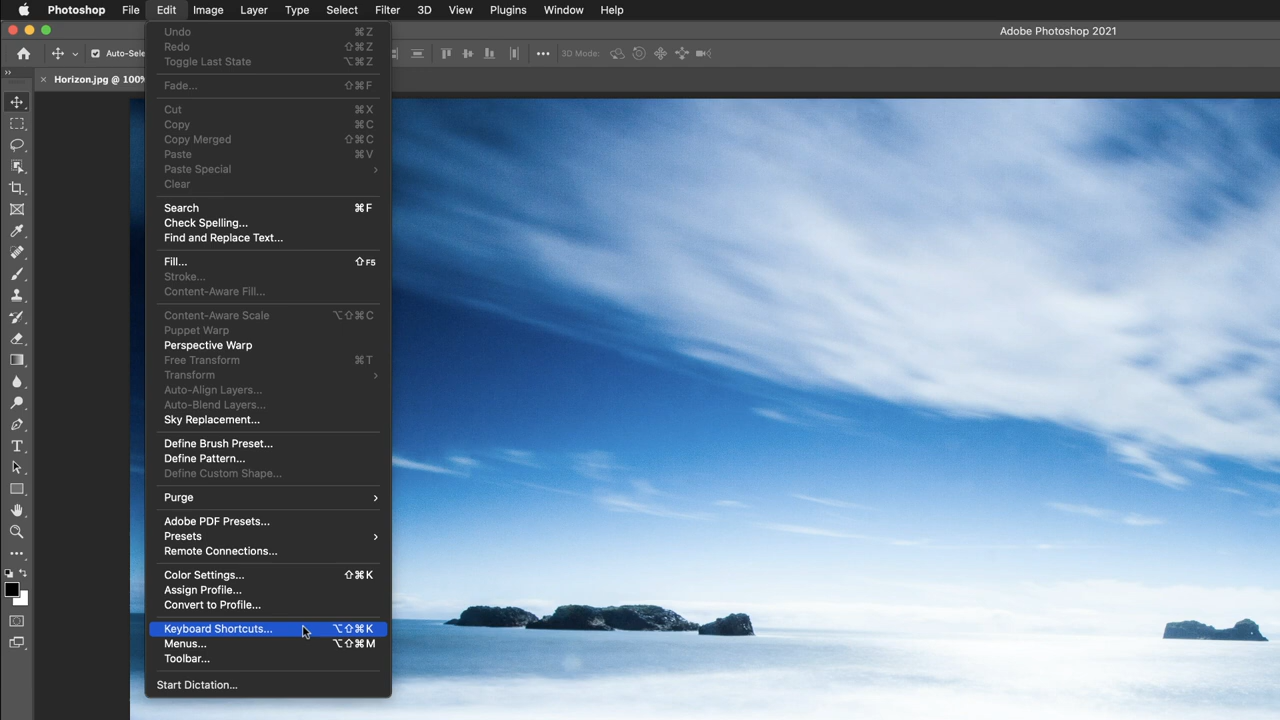 Photoshop File Edit Image Layer Type Select Filter 3D View Plugins Window Help
Adobe Photoshop 2021
Auto-Sele 3D Mode:
Horizon.jpg @ 100%
Undo ⌘Z
Redo ⇧⌘Z
Toggle Last State ⌥⌘Z
Fade... ⇧⌘F
Cut ⌘X
Copy ⌘C
Copy Merged ⇧⌘C
Paste ⌘V
Paste Special ›
Clear
Search ⌘F
Check Spelling...
Find and Replace Text...
Fill... ⇧F5
Stroke...
Content-Aware Fill...
Content-Aware Scale ⌥⇧⌘C
Puppet Warp
Perspective Warp
Free Transform ⌘T
Transform ›
Auto-Align Layers...
Auto-Blend Layers...
Sky Replacement...
Define Brush Preset...
Define Pattern...
Define Custom Shape...
Purge ›
Adobe PDF Presets...
Presets ›
Remote Connections...
Color Settings... ⇧⌘K
Assign Profile...
Convert to Profile...
Keyboard Shortcuts... ⌥⇧⌘K
Menus... ⌥⇧⌘M
Toolbar...
Start Dictation...